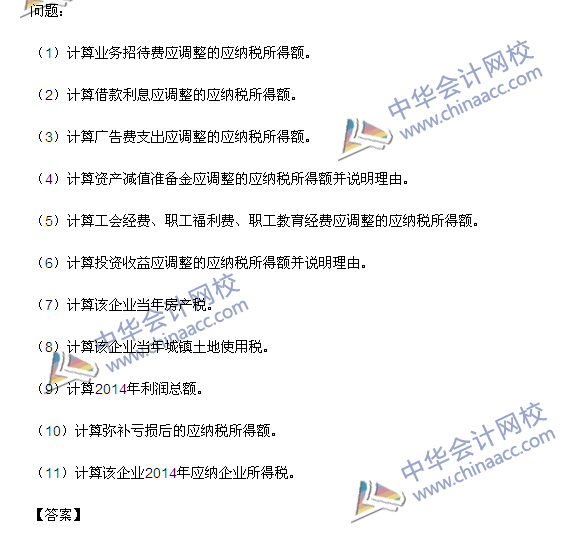 问题：
（1）计算业务招待费应调整的应纳税所得额。
（2）计算借款利息应调整的应纳税所得额。
（3）计算广告费支出应调整的应纳税所得额。
（4）计算资产减值准备金应调整的应纳税所得额并说明理由。
（5）计算工会经费、职工福利费、职工教育经费应调整的应纳税所得额。
（6）计算投资收益应调整的应纳税所得额并说明理由。
（7）计算该企业当年房产税。
（8）计算该企业当年城镇土地使用税。
（9）计算2014年利润总额。
（10）计算弥补亏损后的应纳税所得额。
（11）计算该企业2014年应纳企业所得税。
【答案】
中华会计网校
www.chinaacc.com
中华会计网校
www.chinaacc.com
中华会计网校
www.chinaacc.com